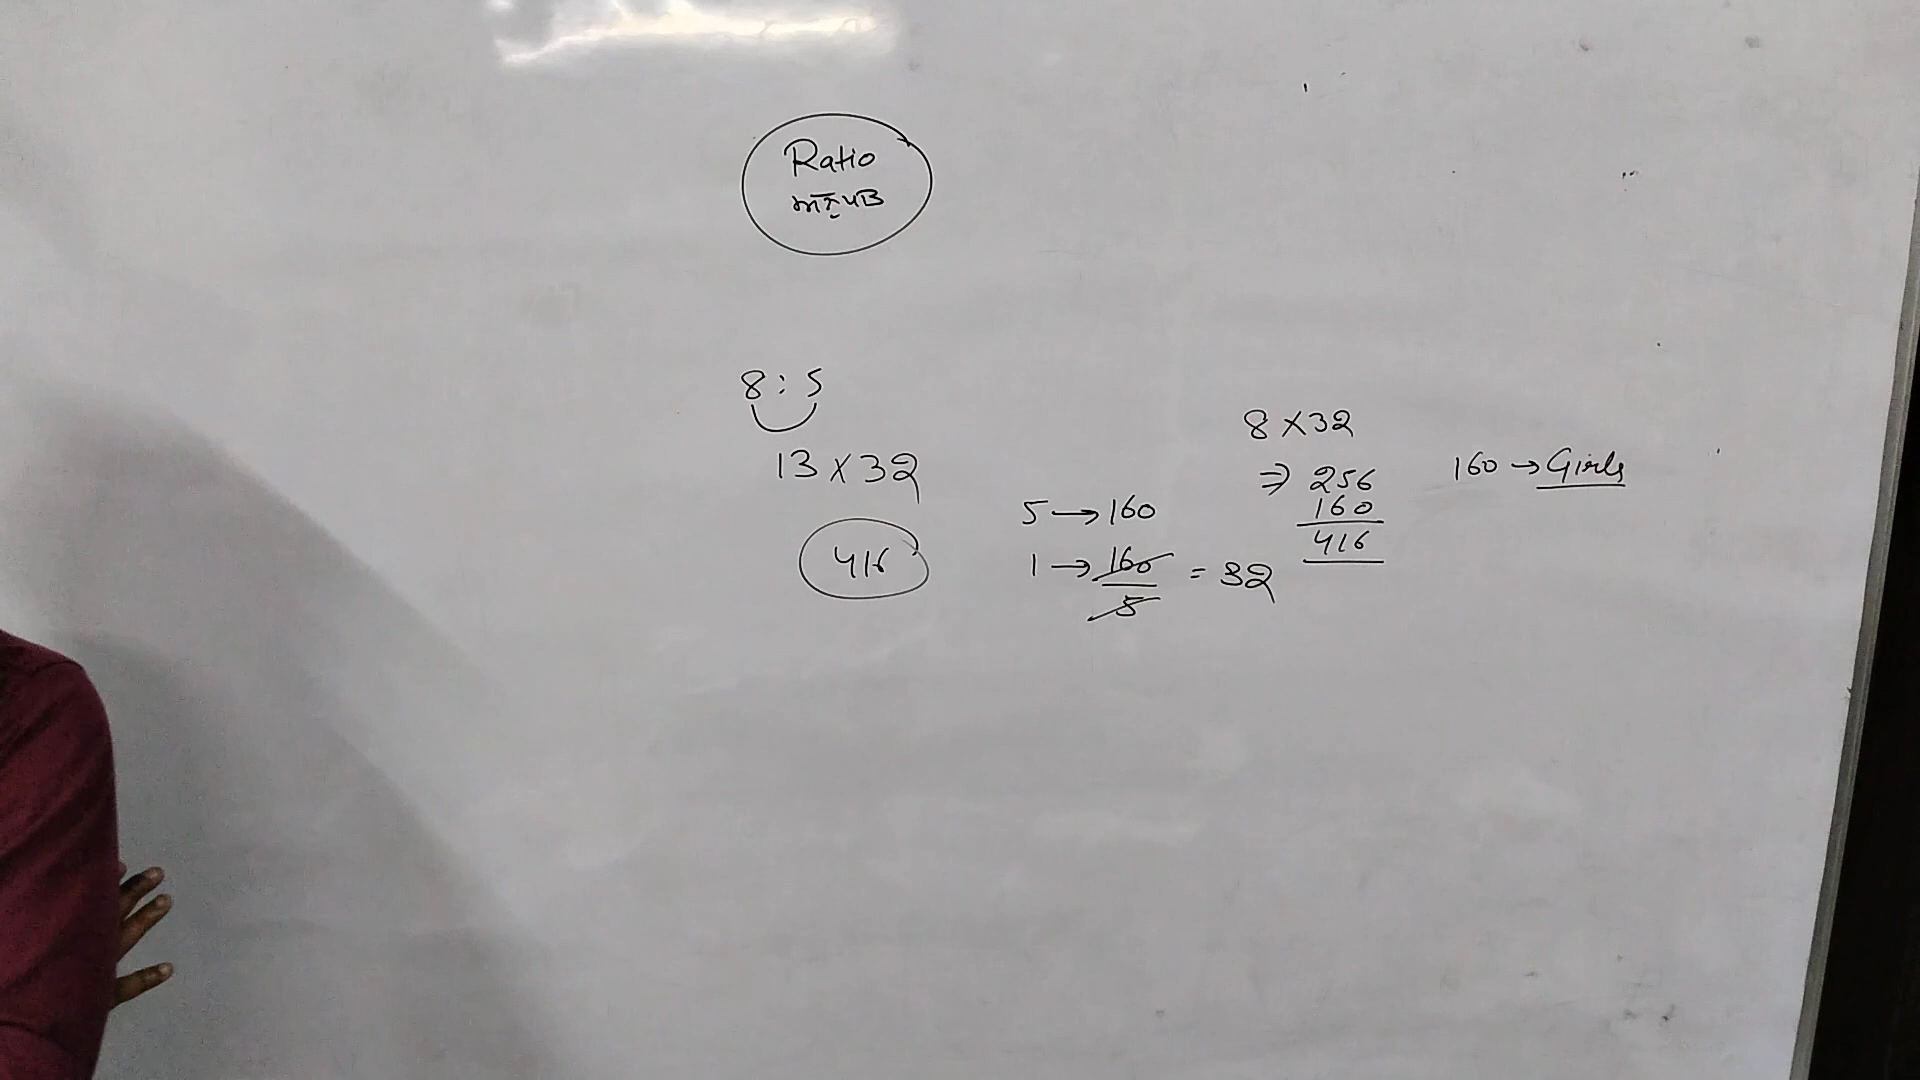 Ratio
ਅਨੁਪਾਤ
8 : 5
13 × 32
416
5 → 160
1 → 160/5 = 32
8 × 32
⇒ 256
160
416
160 → Girls